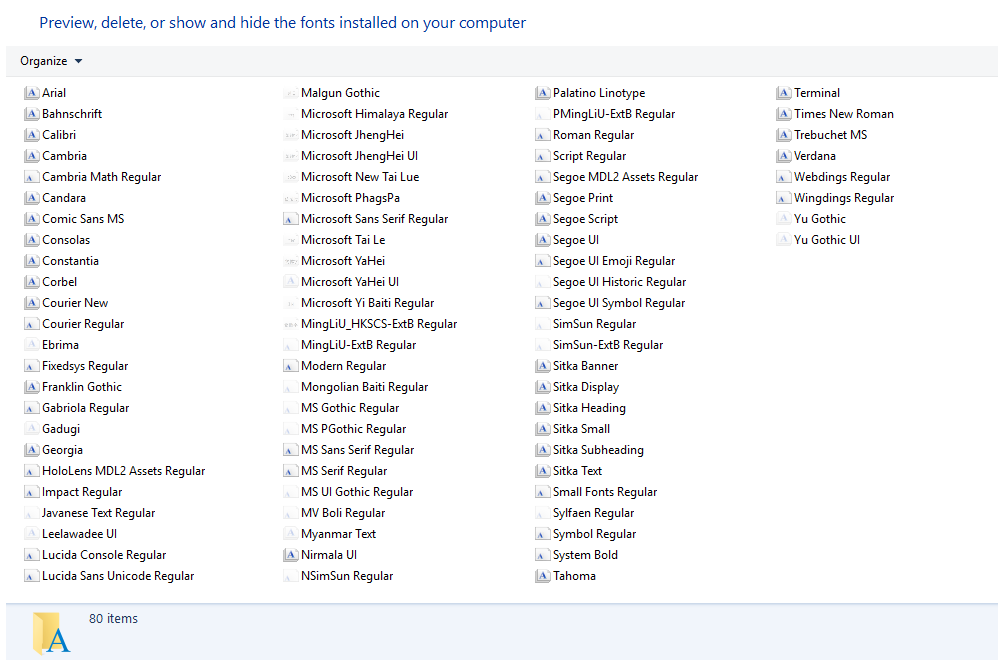 Preview, delete, or show and hide the fonts installed on your computer
Organize
Arial
Bahnschrift
Calibri
Cambria
Cambria Math Regular
Candara
Comic Sans MS
Consolas
Constantia
Corbel
Courier New
Courier Regular
Ebrima
Fixedsys Regular
Franklin Gothic
Gabriola Regular
Gadugi
Georgia
HoloLens MDL2 Assets Regular
Impact Regular
Javanese Text Regular
Leelawadee UI
Lucida Console Regular
Lucida Sans Unicode Regular
Malgun Gothic
Microsoft Himalaya Regular
Microsoft JhengHei
Microsoft JhengHei UI
Microsoft New Tai Lue
Microsoft PhagsPa
Microsoft Sans Serif Regular
Microsoft Tai Le
Microsoft YaHei
Microsoft YaHei UI
Microsoft Yi Baiti Regular
MingLiU_HKSCS-ExtB Regular
MingLiU-ExtB Regular
Modern Regular
Mongolian Baiti Regular
MS Gothic Regular
MS PGothic Regular
MS Sans Serif Regular
MS Serif Regular
MS UI Gothic Regular
MV Boli Regular
Myanmar Text
Nirmala UI
NSimSun Regular
Palatino Linotype
PMingLiU-ExtB Regular
Roman Regular
Script Regular
Segoe MDL2 Assets Regular
Segoe Print
Segoe Script
Segoe UI
Segoe UI Emoji Regular
Segoe UI Historic Regular
Segoe UI Symbol Regular
SimSun Regular
SimSun-ExtB Regular
Sitka Banner
Sitka Display
Sitka Heading
Sitka Small
Sitka Subheading
Sitka Text
Small Fonts Regular
Sylfaen Regular
Symbol Regular
System Bold
Tahoma
Terminal
Times New Roman
Trebuchet MS
Verdana
Webdings Regular
Wingdings Regular
Yu Gothic
Yu Gothic UI
80 items